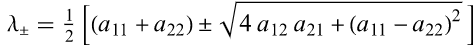 λ± = 1/2 [(a₁₁ + a₂₂) ± √(4 a₁₂ a₂₁ + (a₁₁ − a₂₂)²)]